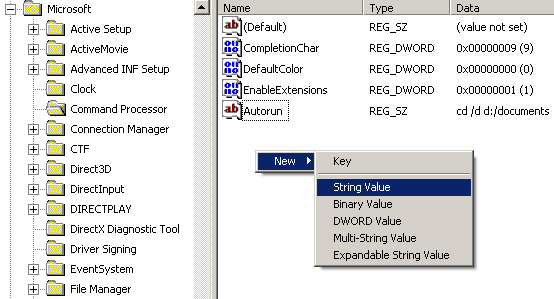 Microsoft
Active Setup
ActiveMovie
Advanced INF Setup
Clock
Command Processor
Connection Manager
CTF
Direct3D
DirectInput
DIRECTPLAY
DirectX Diagnostic Tool
Driver Signing
EventSystem
File Manager
Name Type Data
(Default) REG_SZ (value not set)
CompletionChar REG_DWORD 0x00000009 (9)
DefaultColor REG_DWORD 0x00000000 (0)
EnableExtensions REG_DWORD 0x00000001 (1)
Autorun REG_SZ cd /d d:/documents
New
Key
String Value
Binary Value
DWORD Value
Multi-String Value
Expandable String Value